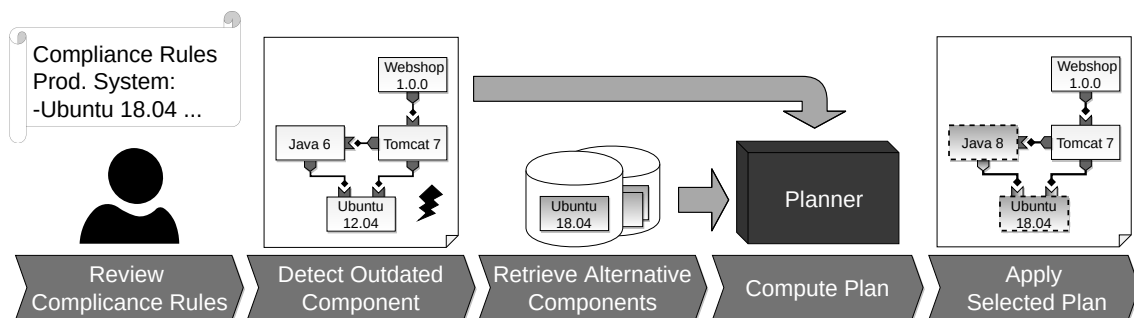 Compliance Rules
Prod. System:
-Ubuntu 18.04 ...
Webshop
1.0.0
Java 6
Tomcat 7
Ubuntu
12.04
Ubuntu
18.04
Planner
Webshop
1.0.0
Java 8
Tomcat 7
Ubuntu
18.04
Review
Complicance Rules
Detect Outdated
Component
Retrieve Alternative
Components
Compute Plan
Apply
Selected Plan